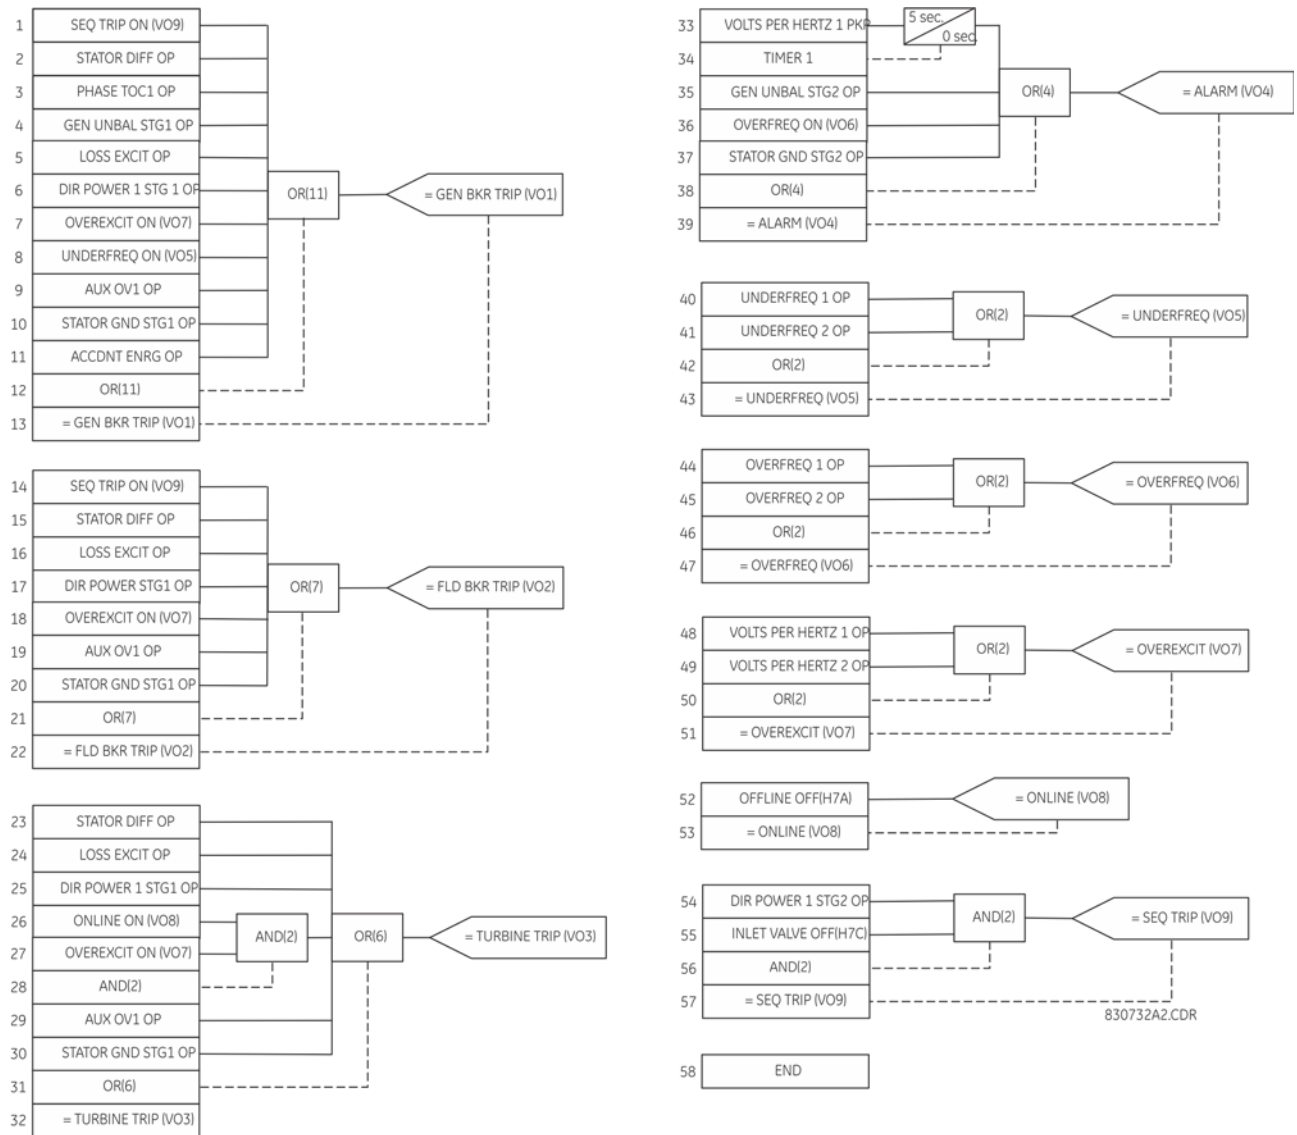 1 SEQ TRIP ON (VO9)
2 STATOR DIFF OP
3 PHASE TOC1 OP
4 GEN UNBAL STG1 OP
5 LOSS EXCIT OP
6 DIR POWER 1 STG 1 OP
7 OVEREXCIT ON (VO7)
8 UNDERFREQ ON (VO5)
9 AUX OV1 OP
10 STATOR GND STG1 OP
11 ACCDNT ENRG OP
12 OR(11)
13 = GEN BKR TRIP (VO1)
OR(11)
= GEN BKR TRIP (VO1)
14 SEQ TRIP ON (VO9)
15 STATOR DIFF OP
16 LOSS EXCIT OP
17 DIR POWER STG1 OP
18 OVEREXCIT ON (VO7)
19 AUX OV1 OP
20 STATOR GND STG1 OP
21 OR(7)
22 = FLD BKR TRIP (VO2)
OR(7)
= FLD BKR TRIP (VO2)
23 STATOR DIFF OP
24 LOSS EXCIT OP
25 DIR POWER 1 STG1 OP
26 ONLINE ON (VO8)
27 OVEREXCIT ON (VO7)
28 AND(2)
29 AUX OV1 OP
30 STATOR GND STG1 OP
31 OR(6)
32 = TURBINE TRIP (VO3)
AND(2)
OR(6)
= TURBINE TRIP (VO3)
33 VOLTS PER HERTZ 1 PKP
34 TIMER 1
35 GEN UNBAL STG2 OP
36 OVERFREQ ON (VO6)
37 STATOR GND STG2 OP
38 OR(4)
39 = ALARM (VO4)
5 sec.
0 sec.
OR(4)
= ALARM (VO4)
40 UNDERFREQ 1 OP
41 UNDERFREQ 2 OP
42 OR(2)
43 = UNDERFREQ (VO5)
OR(2)
= UNDERFREQ (VO5)
44 OVERFREQ 1 OP
45 OVERFREQ 2 OP
46 OR(2)
47 = OVERFREQ (VO6)
OR(2)
= OVERFREQ (VO6)
48 VOLTS PER HERTZ 1 OP
49 VOLTS PER HERTZ 2 OP
50 OR(2)
51 = OVEREXCIT (VO7)
OR(2)
= OVEREXCIT (VO7)
52 OFFLINE OFF(H7A)
53 = ONLINE (VO8)
= ONLINE (VO8)
54 DIR POWER 1 STG2 OP
55 INLET VALVE OFF(H7C)
56 AND(2)
57 = SEQ TRIP (VO9)
AND(2)
= SEQ TRIP (VO9)
830732A2.CDR
58 END